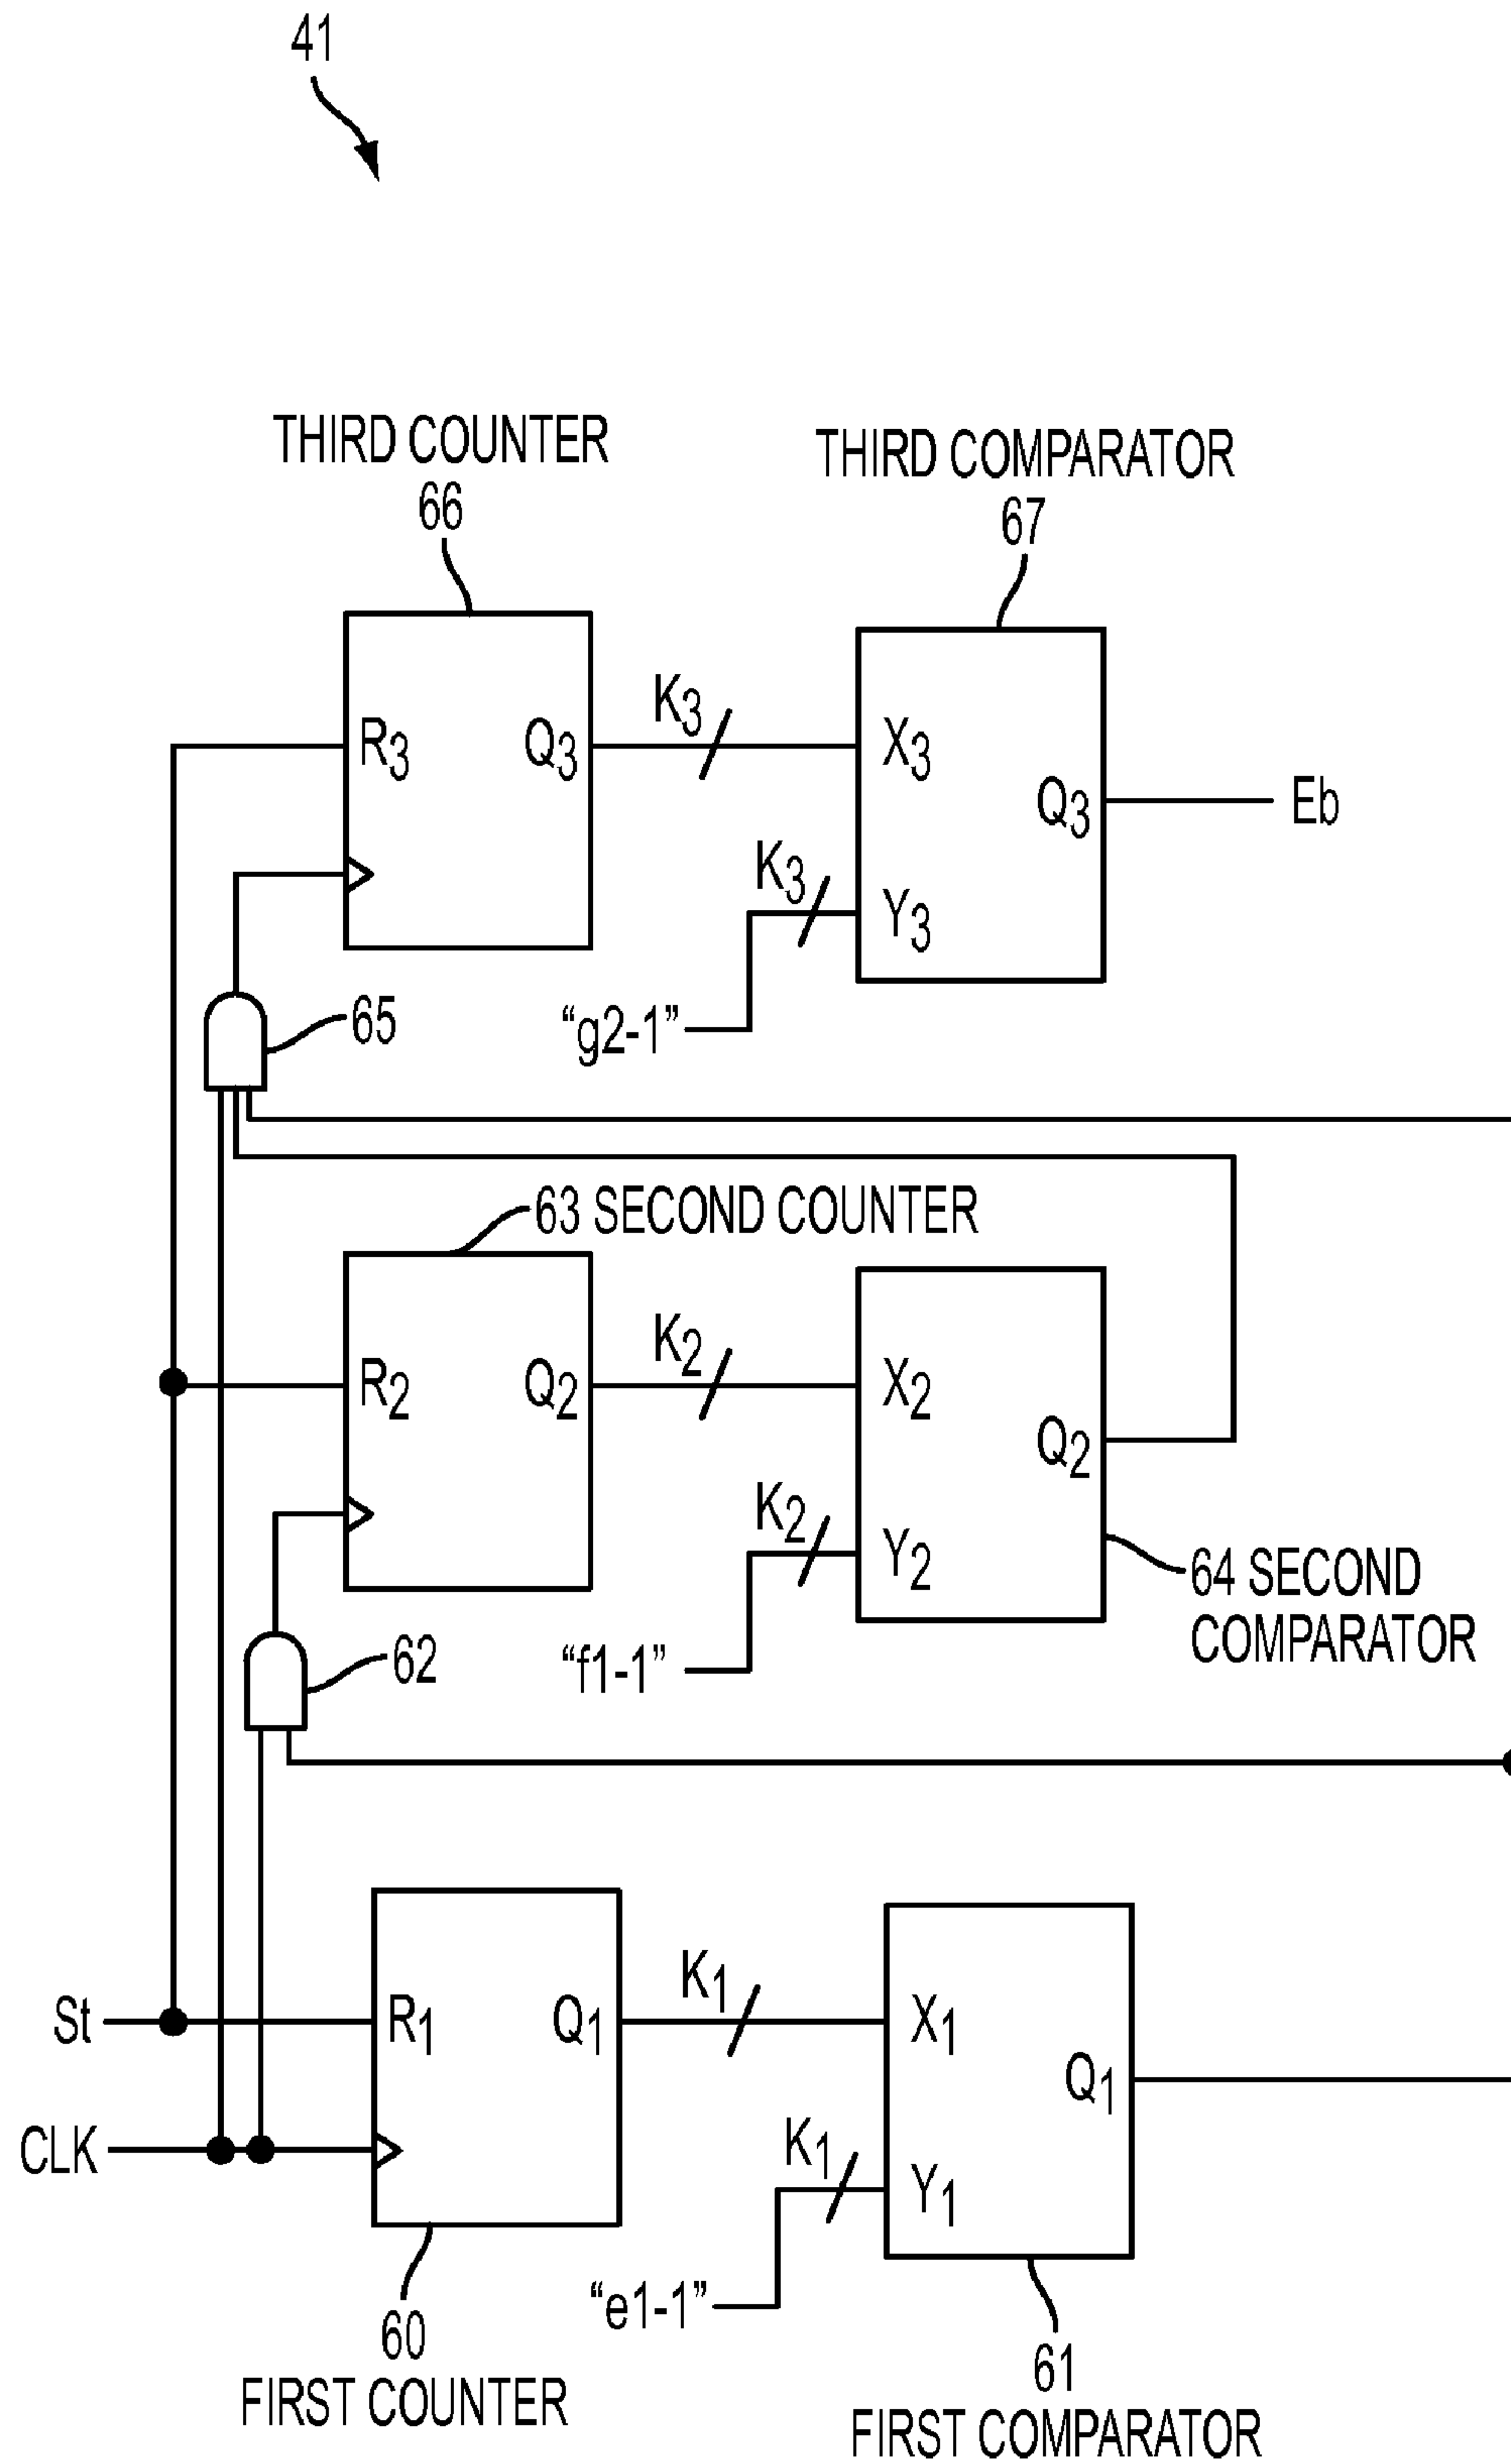 41
THIRD COUNTER
66
THIRD COMPARATOR
67
R3
Q3
K3
X3
Q3
Eb
K3
Y3
“g2-1”
65
63 SECOND COUNTER
R2
Q2
K2
X2
Q2
K2
Y2
“f1-1”
64 SECOND
COMPARATOR
62
St
R1
Q1
K1
X1
Q1
CLK
K1
Y1
“e1-1”
60
FIRST COUNTER
61
FIRST COMPARATOR